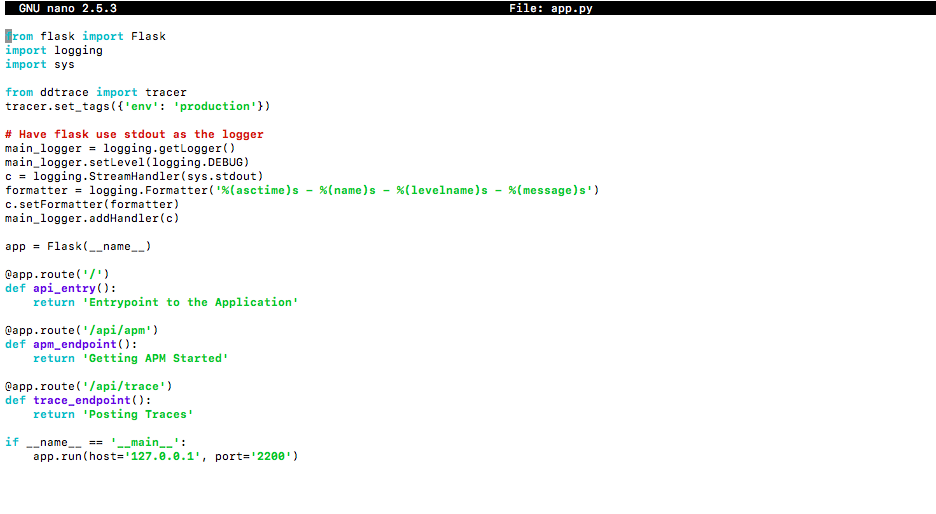 GNU nano 2.5.3 File: app.py
from flask import Flask
import logging
import sys
from ddtrace import tracer
tracer.set_tags({'env': 'production'})
# Have flask use stdout as the logger
main_logger = logging.getLogger()
main_logger.setLevel(logging.DEBUG)
c = logging.StreamHandler(sys.stdout)
formatter = logging.Formatter('%(asctime)s - %(name)s - %(levelname)s - %(message)s')
c.setFormatter(formatter)
main_logger.addHandler(c)
app = Flask(__name__)
@app.route('/')
def api_entry():
    return 'Entrypoint to the Application'
@app.route('/api/apm')
def apm_endpoint():
    return 'Getting APM Started'
@app.route('/api/trace')
def trace_endpoint():
    return 'Posting Traces'
if __name__ == '__main__':
    app.run(host='127.0.0.1', port='2200')